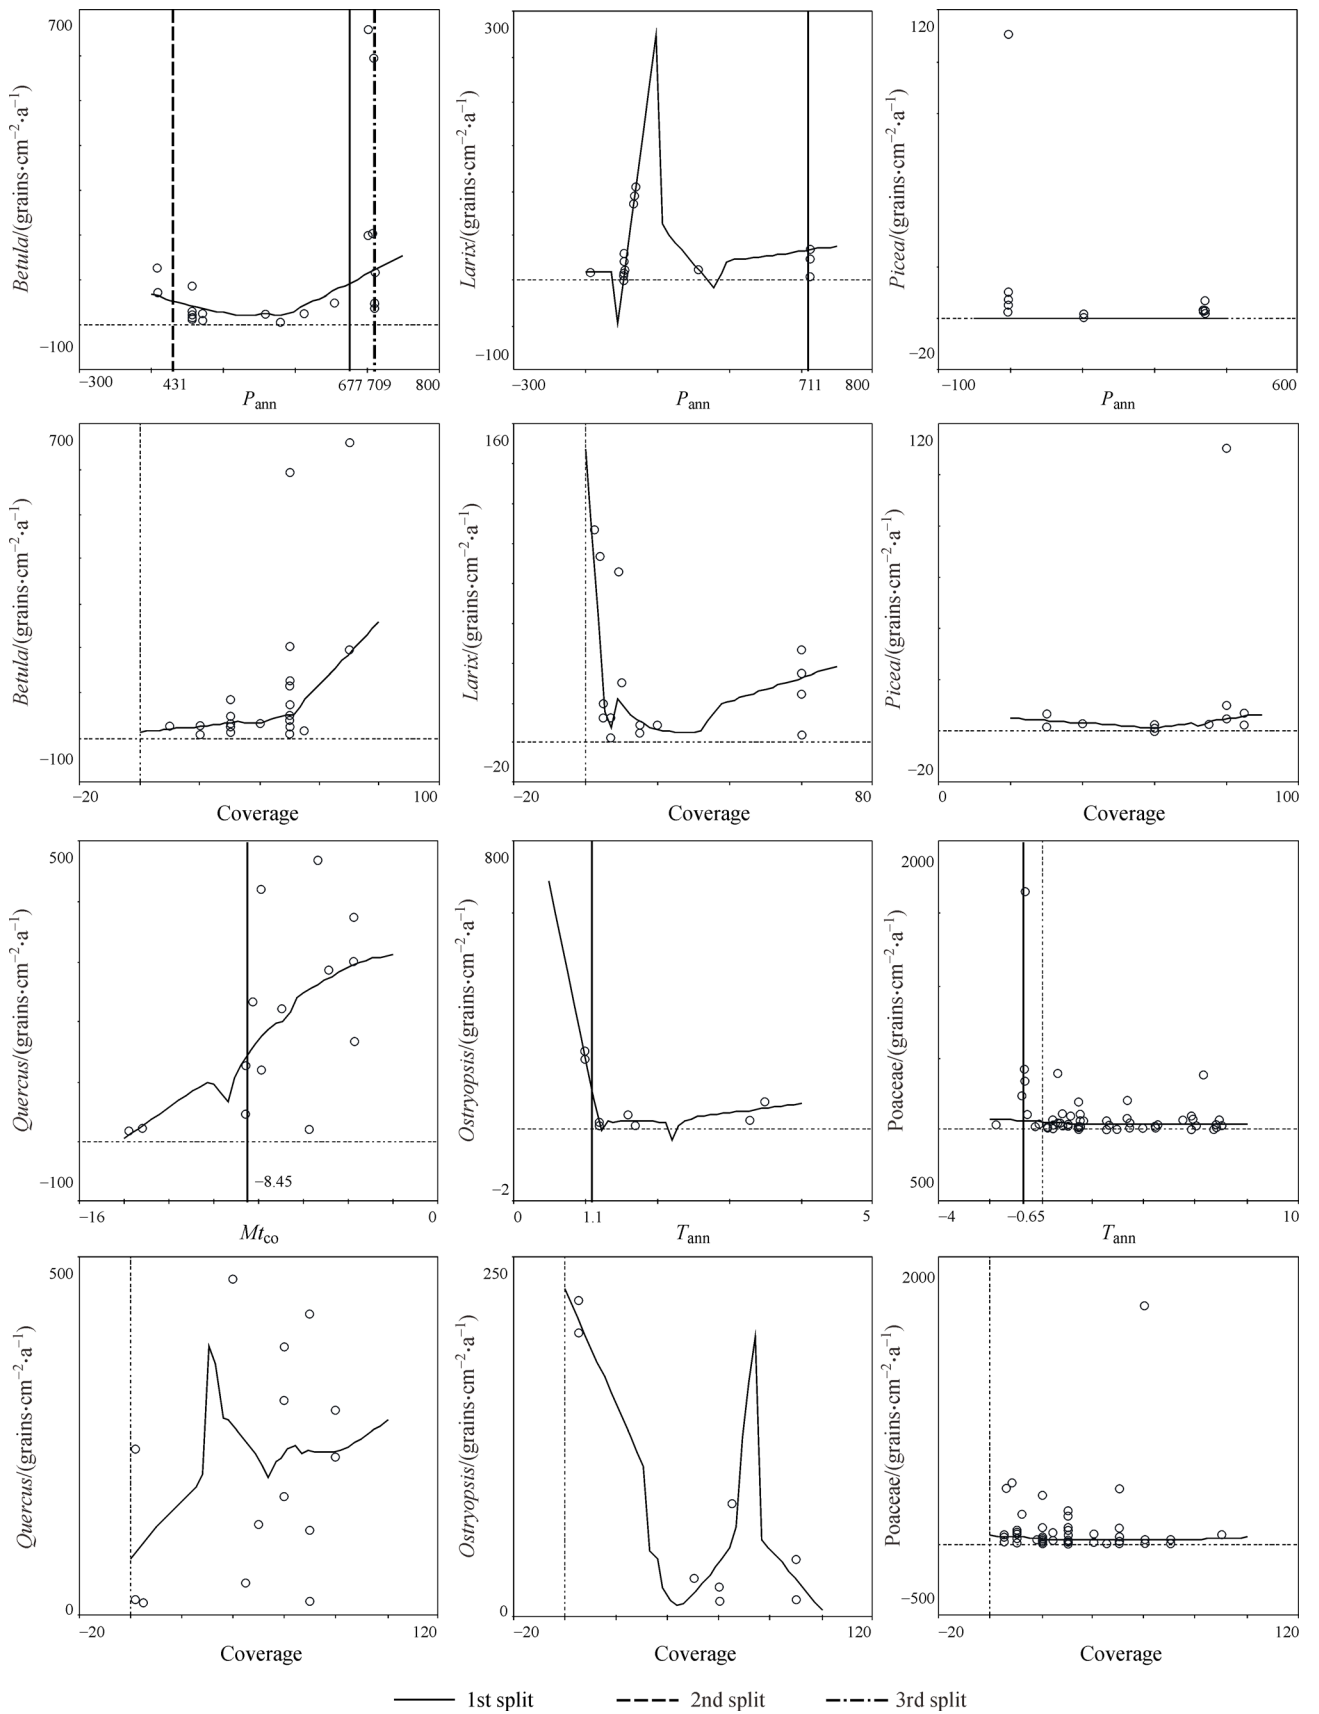 700
Betula/(grains·cm⁻²·a⁻¹)
−100
−300
431
677
709
800
P_ann
300
Larix/(grains·cm⁻²·a⁻¹)
−100
−300
711
800
P_ann
120
Picea/(grains·cm⁻²·a⁻¹)
−20
−100
600
P_ann
700
Betula/(grains·cm⁻²·a⁻¹)
−100
−20
100
Coverage
160
Larix/(grains·cm⁻²·a⁻¹)
−20
−20
80
Coverage
120
Picea/(grains·cm⁻²·a⁻¹)
−20
0
100
Coverage
500
Quercus/(grains·cm⁻²·a⁻¹)
−100
−8.45
−16
0
Mt_co
800
Ostryopsis/(grains·cm⁻²·a⁻¹)
−2
0
1.1
5
T_ann
2000
Poaceae/(grains·cm⁻²·a⁻¹)
500
−4
−0.65
10
T_ann
500
Quercus/(grains·cm⁻²·a⁻¹)
0
−20
120
Coverage
250
Ostryopsis/(grains·cm⁻²·a⁻¹)
0
−20
120
Coverage
2000
Poaceae/(grains·cm⁻²·a⁻¹)
−500
−20
120
Coverage
1st split
2nd split
3rd split